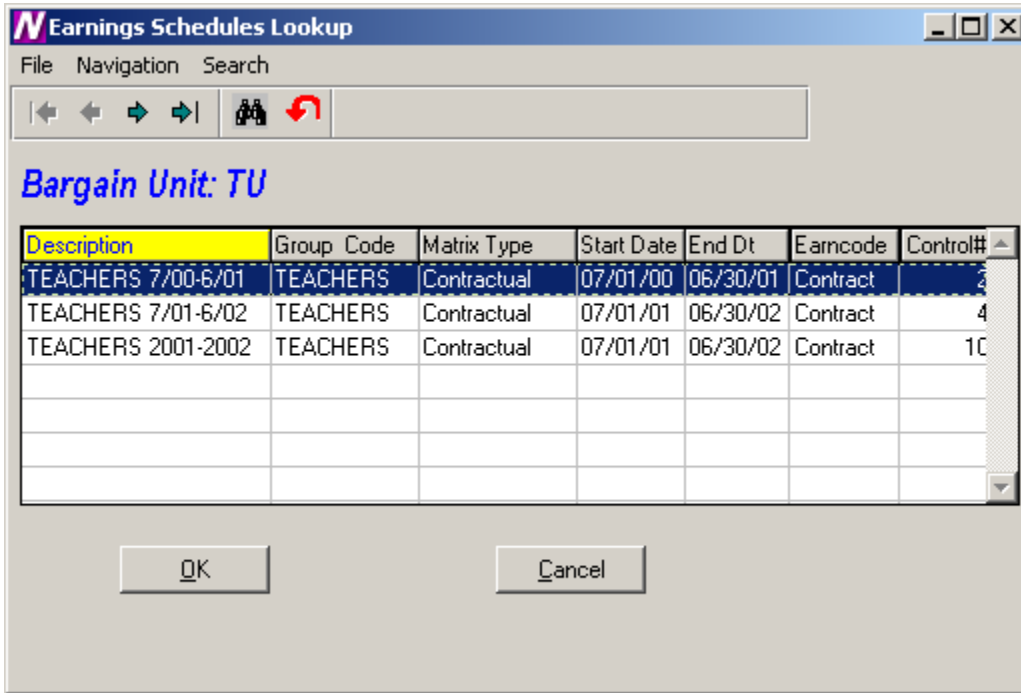 Earnings Schedules Lookup
File Navigation Search
Bargain Unit: TU
Description Group Code Matrix Type Start Date End Dt Earncode Control#
TEACHERS 7/00-6/01 TEACHERS Contractual 07/01/00 06/30/01 Contract 2
TEACHERS 7/01-6/02 TEACHERS Contractual 07/01/01 06/30/02 Contract 4
TEACHERS 2001-2002 TEACHERS Contractual 07/01/01 06/30/02 Contract 10
OK Cancel